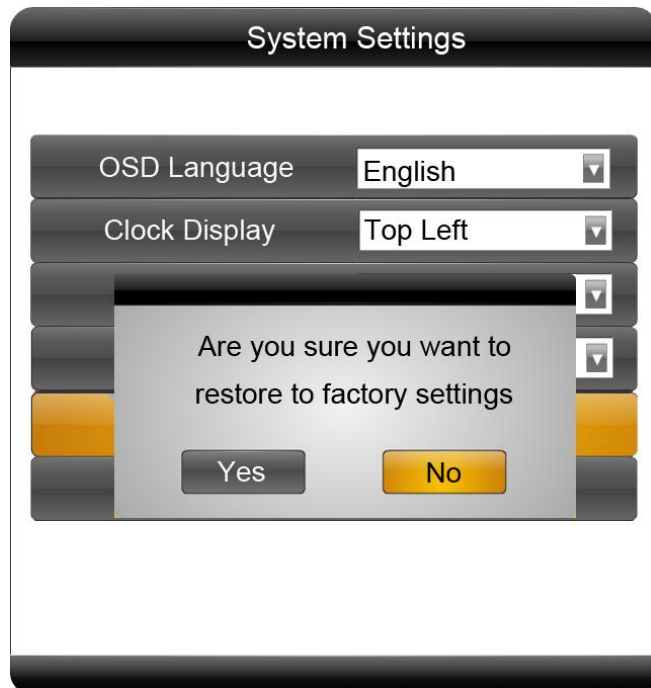 System Settings
OSD Language English
Clock Display Top Left
Are you sure you want to
restore to factory settings
Yes No